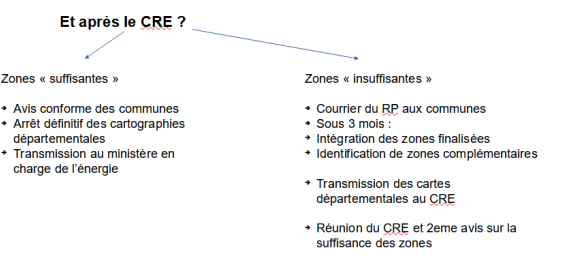 Et après le CRE ?
Zones « suffisantes »
➔ Avis conforme des communes
➔ Arrêt définitif des cartographies
départementales
➔ Transmission au ministère en
charge de l'énergie
Zones « insuffisantes »
➔ Courrier du RP aux communes
➔ Sous 3 mois :
➔ Intégration des zones finalisées
➔ Identification de zones complémentaires
➔ Transmission des cartes
départementales au CRE
➔ Réunion du CRE et 2eme avis sur la
suffisance des zones